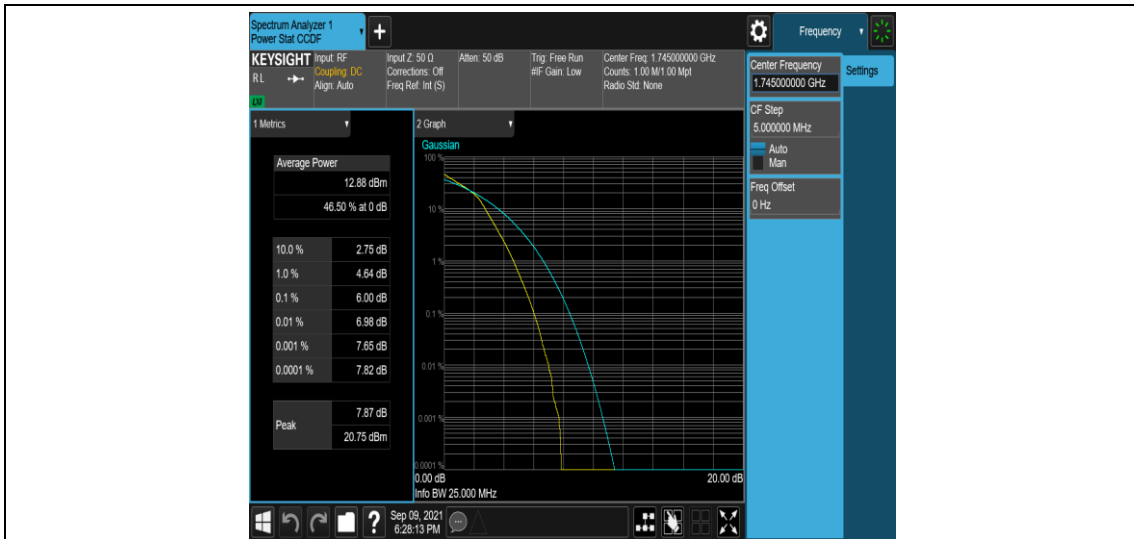 Spectrum Analyzer 1
Power Stat CCDF
+
Frequency
KEYSIGHT
RL
LXI
Input: RF
Coupling: DC
Align: Auto
Input Z: 50 Ω
Corrections: Off
Freq Ref: Int (S)
Atten: 50 dB
Trig: Free Run
#IF Gain: Low
Center Freq: 1.745000000 GHz
Counts: 1.00 M/1.00 Mpt
Radio Std: None
Center Frequency
1.745000000 GHz
Settings
CF Step
5.000000 MHz
Auto
Man
Freq Offset
0 Hz
1 Metrics
Average Power
12.88 dBm
46.50 % at 0 dB
10.0 % 2.75 dB
1.0 % 4.64 dB
0.1 % 6.00 dB
0.01 % 6.98 dB
0.001 % 7.65 dB
0.0001 % 7.82 dB
Peak
7.87 dB
20.75 dBm
2 Graph
Gaussian
100 %
10 %
1 %
0.1 %
0.01 %
0.001 %
0.0001 %
0.00 dB 20.00 dB
Info BW 25.000 MHz
?
Sep 09, 2021
6:28:13 PM